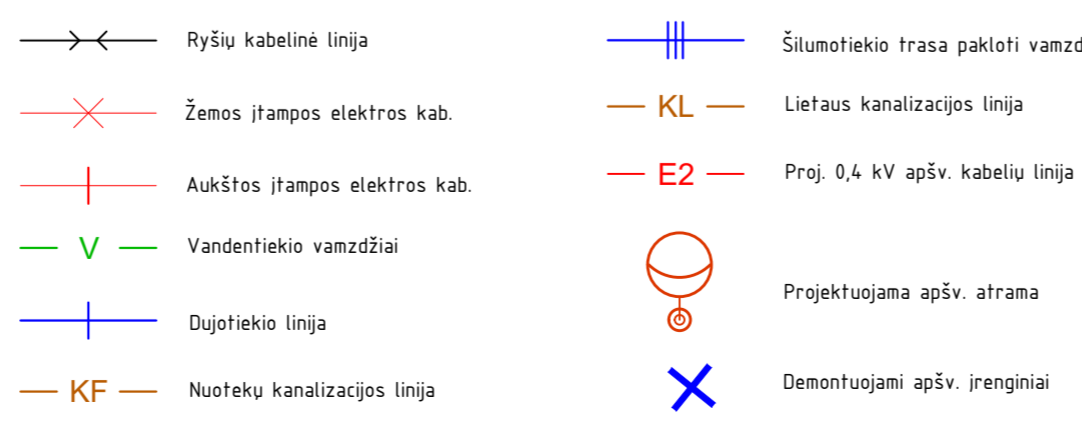 Ryšių kabelinė linija
Žemos įtampos elektros kab.
Aukštos įtampos elektros kab.
V Vandentiekio vamzdžiai
Dujotiekio linija
KF Nuotekų kanalizacijos linija
Šilumotiekio trasa pakloti
KL Lietaus kanalizacijos linija
E2 Proj. 0,4 kV apšv. kabelių linija
Projektuojama apšv. atrama
Demontuojami apšv. įrenginiai